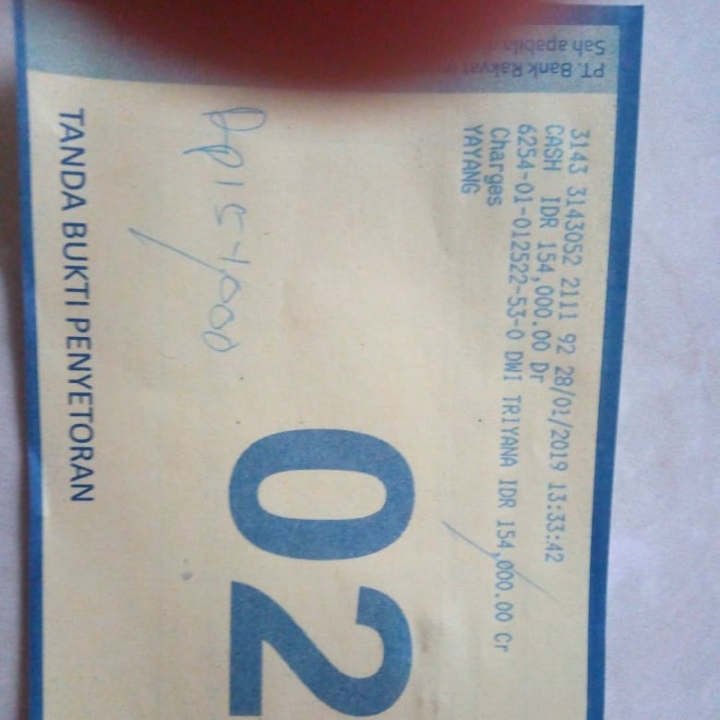 3143 3143052 2111 92 28/01/2019 13:33:42
CASH IDR 154,000.00 Dr
6254-01-012522-53-0 DWI TRIYANA IDR 154,000.00 Cr
Charges
YAYANG
Rp 154,000
02
TANDA BUKTI PENYETORAN
PT. Bank Rakyat
Sah apabila